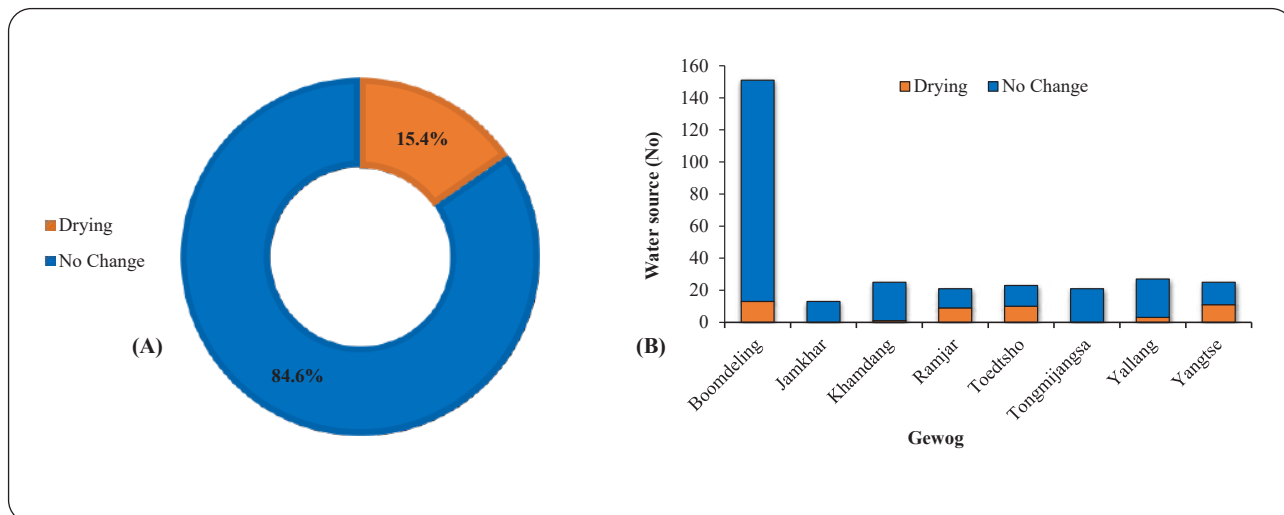 Drying
No Change
15.4%
84.6%
(A)
Drying
No Change
Water source (No)
160
140
120
100
80
60
40
20
0
Boomdeling
Jamkhar
Khamdang
Ramjar
Toedtsho
Tongmijangsa
Yallang
Yangtse
Gewog
(B)